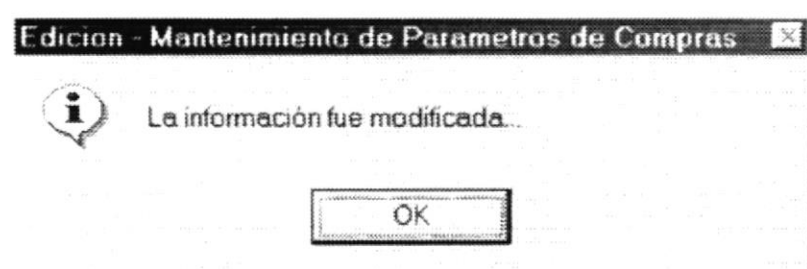 Edicion - Mantenimiento de Parametros de Compras
La información fue modificada...
OK